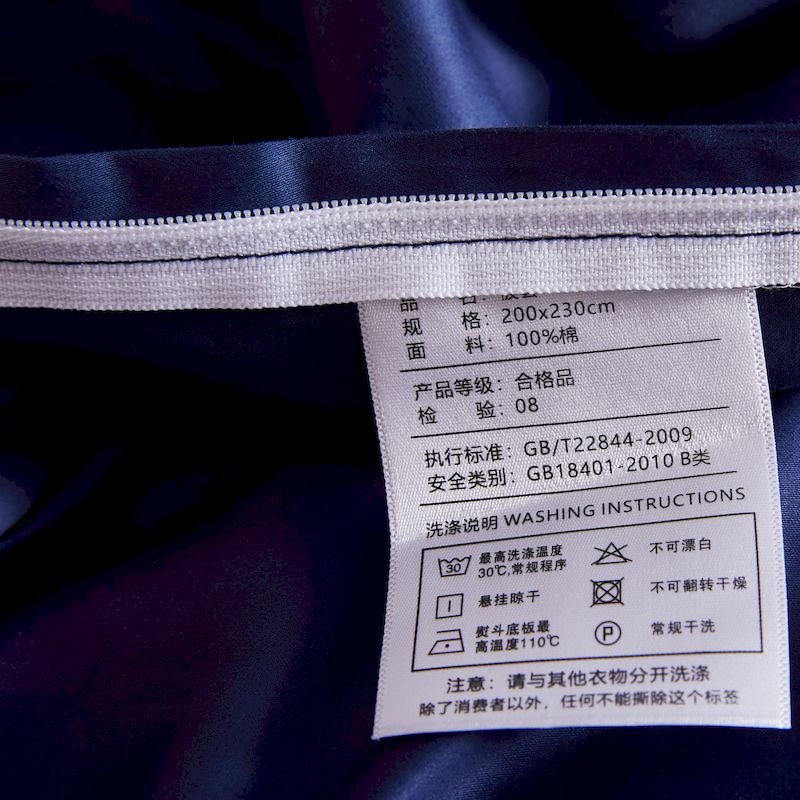 规 格：200x230cm
面 料：100%棉
产品等级：合格品
检 验：08
执行标准：GB/T22844-2009
安全类别：GB18401-2010 B类
洗涤说明 WASHING INSTRUCTIONS
30 最高洗涤温度
30℃,常规程序
不可漂白
悬挂晾干
不可翻转干燥
熨斗底板最
高温度110℃
P 常规干洗
注意：请与其他衣物分开洗涤
除了消费者以外，任何不能撕除这个标签